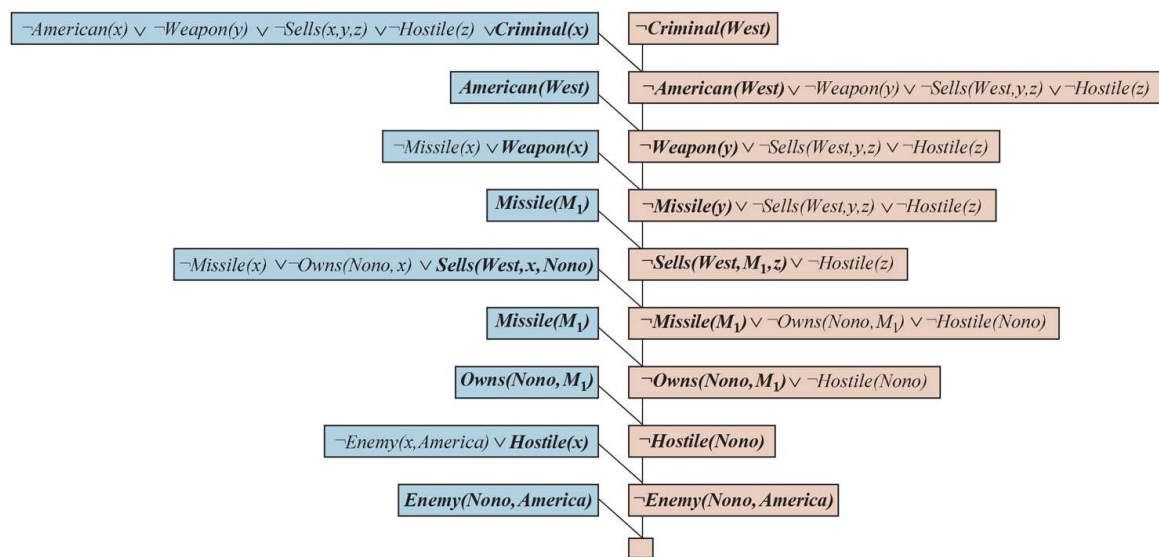 ¬American(x) ∨ ¬Weapon(y) ∨ ¬Sells(x,y,z) ∨ ¬Hostile(z) ∨ Criminal(x) ¬Criminal(West)
American(West) ¬American(West) ∨ ¬Weapon(y) ∨ ¬Sells(West,y,z) ∨ ¬Hostile(z)
¬Missile(x) ∨ Weapon(x) ¬Weapon(y) ∨ ¬Sells(West,y,z) ∨ ¬Hostile(z)
Missile(M₁) ¬Missile(y) ∨ ¬Sells(West,y,z) ∨ ¬Hostile(z)
¬Missile(x) ∨ ¬Owns(Nono,x) ∨ Sells(West,x,Nono) ¬Sells(West,M₁,z) ∨ ¬Hostile(z)
Missile(M₁) ¬Missile(M₁) ∨ ¬Owns(Nono,M₁) ∨ ¬Hostile(Nono)
Owns(Nono,M₁) ¬Owns(Nono,M₁) ∨ ¬Hostile(Nono)
¬Enemy(x,America) ∨ Hostile(x) ¬Hostile(Nono)
Enemy(Nono,America) ¬Enemy(Nono,America)